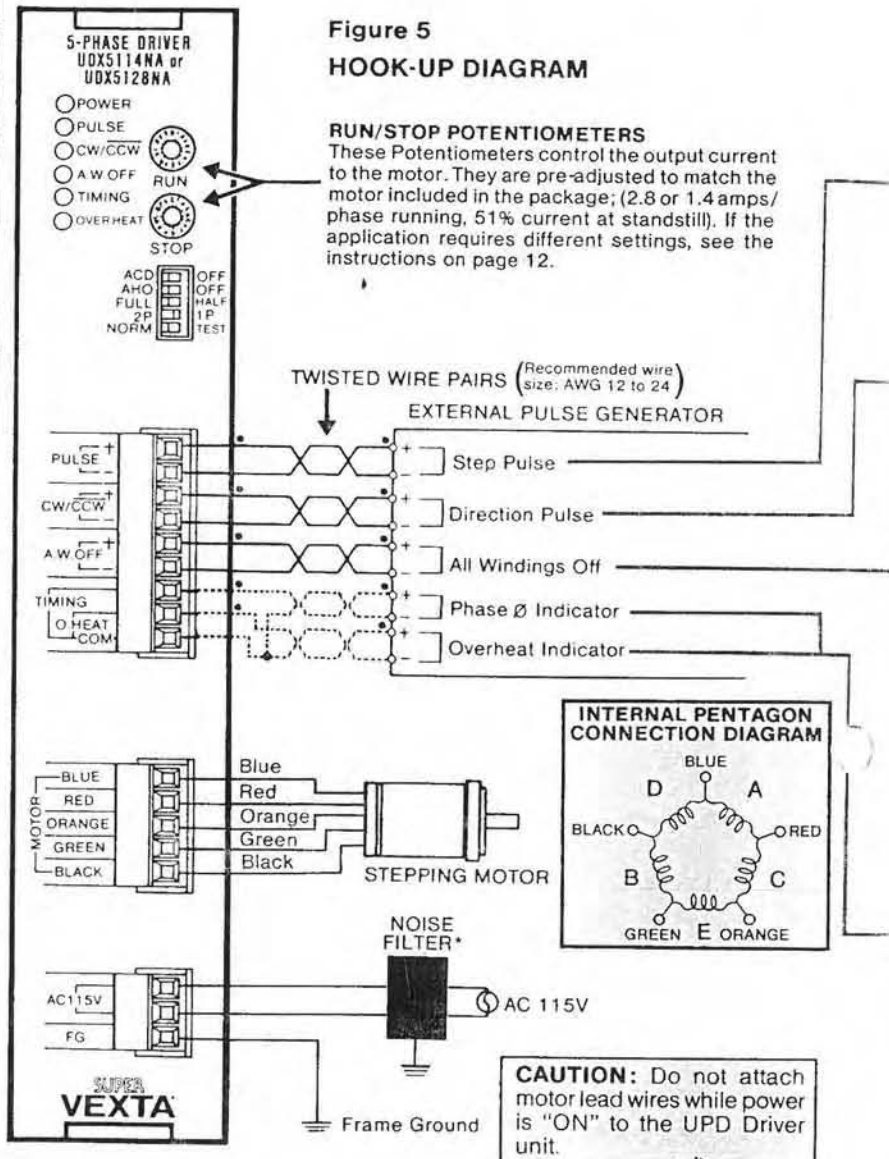 5-PHASE DRIVER
UDX5114NA or
UDX5128NA
POWER
PULSE
CW/CCW
A.W OFF
TIMING
OVERHEAT
RUN
STOP
ACD OFF
AHO OFF
FULL HALF
2P 1P
NORM TEST
Figure 5
HOOK-UP DIAGRAM
RUN/STOP POTENTIOMETERS
These Potentiometers control the output current
to the motor. They are pre-adjusted to match the
motor included in the package; (2.8 or 1.4 amps/
phase running, 51% current at standstill). If the
application requires different settings, see the
instructions on page 12.
TWISTED WIRE PAIRS (Recommended wire
size: AWG 12 to 24)
EXTERNAL PULSE GENERATOR
PULSE + -
+ - Step Pulse
CW/CCW + -
+ - Direction Pulse
A.W.OFF + -
+ - All Windings Off
TIMING
+ - Phase Ø Indicator
O.HEAT
COM
+ - Overheat Indicator
MOTOR
BLUE
RED
ORANGE
GREEN
BLACK
Blue
Red
Orange
Green
Black
STEPPING MOTOR
INTERNAL PENTAGON
CONNECTION DIAGRAM
BLUE
D A
BLACK RED
B C
GREEN E ORANGE
NOISE
FILTER*
AC115V
AC 115V
FG
Frame Ground
SUPER
VEXTA
CAUTION: Do not attach
motor lead wires while power
is "ON" to the UPD Driver
unit.